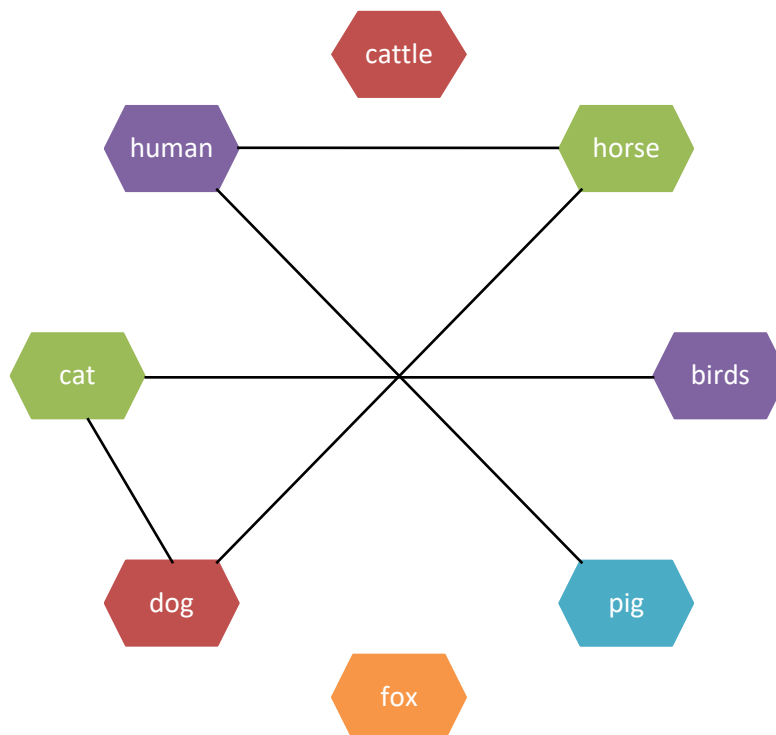 cattle
human
horse
cat
birds
dog
pig
fox